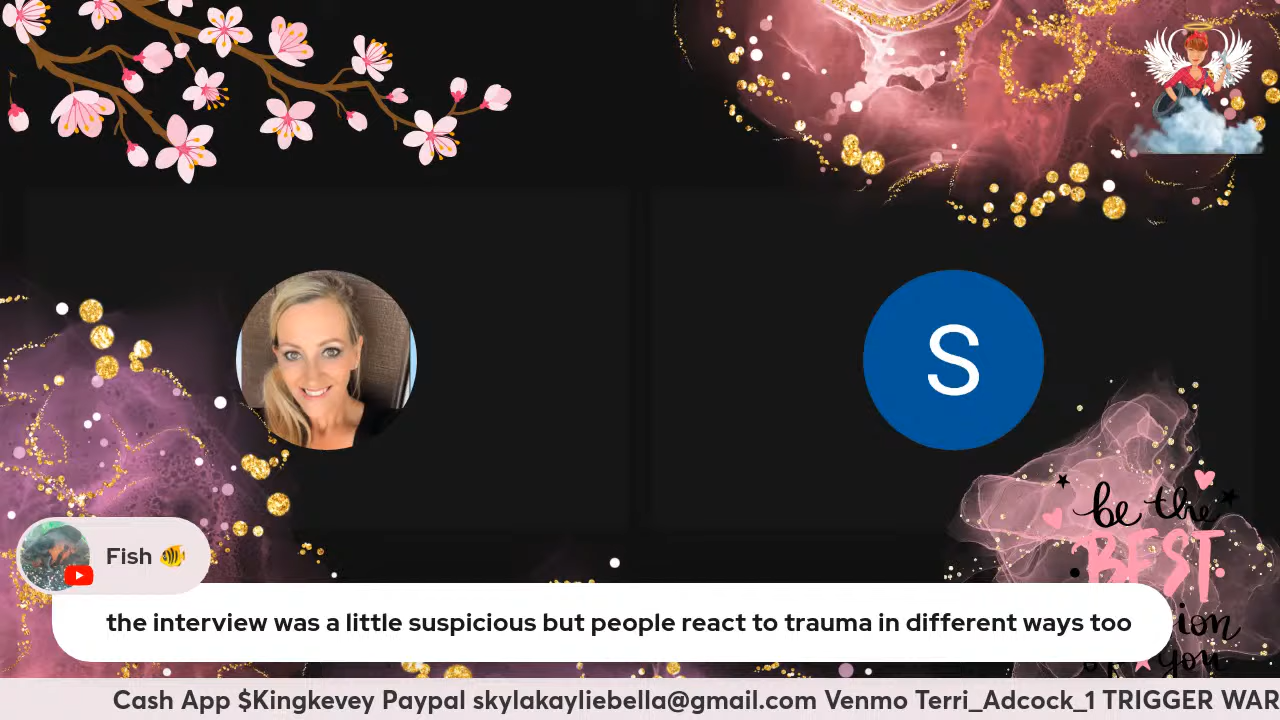 S
be the
BEST
ion
of you
Fish 🐠
the interview was a little suspicious but people react to trauma in different ways too
Cash App $Kingkevey Paypal skylakayliebella@gmail.com Venmo Terri_Adcock_1 TRIGGER WAR